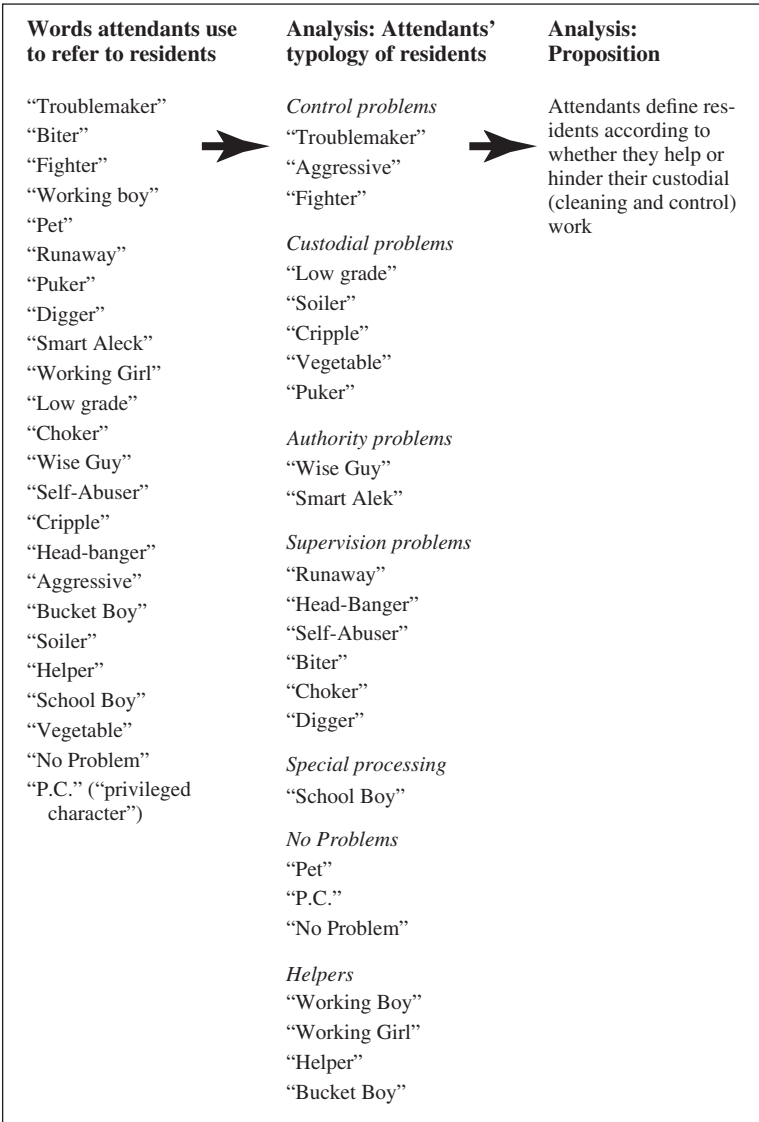 Words attendants use
to refer to residents
“Troublemaker”
“Biter”
“Fighter”
“Working boy”
“Pet”
“Runaway”
“Puker”
“Digger”
“Smart Aleck”
“Working Girl”
“Low grade”
“Choker”
“Wise Guy”
“Self-Abuser”
“Cripple”
“Head-banger”
“Aggressive”
“Bucket Boy”
“Soiler”
“Helper”
“School Boy”
“Vegetable”
“No Problem”
“P.C.” (“privileged
character”)
Analysis: Attendants’
typology of residents
Control problems
“Troublemaker”
“Aggressive”
“Fighter”
Custodial problems
“Low grade”
“Soiler”
“Cripple”
“Vegetable”
“Puker”
Authority problems
“Wise Guy”
“Smart Alek”
Supervision problems
“Runaway”
“Head-Banger”
“Self-Abuser”
“Biter”
“Choker”
“Digger”
Special processing
“School Boy”
No Problems
“Pet”
“P.C.”
“No Problem”
Helpers
“Working Boy”
“Working Girl”
“Helper”
“Bucket Boy”
Analysis:
Proposition
Attendants define res-
idents according to
whether they help or
hinder their custodial
(cleaning and control)
work